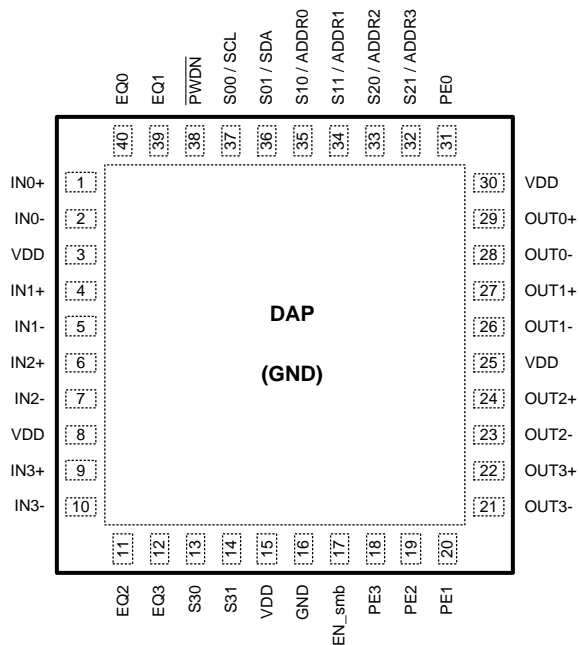 EQ0
EQ1
PWDN
S00 / SCL
S01 / SDA
S10 / ADDR0
S11 / ADDR1
S20 / ADDR2
S21 / ADDR3
PE0
40
39
38
37
36
35
34
33
32
31
IN0+ 1
IN0- 2
VDD 3
IN1+ 4
IN1- 5
IN2+ 6
IN2- 7
VDD 8
IN3+ 9
IN3- 10
DAP
(GND)
30 VDD
29 OUT0+
28 OUT0-
27 OUT1+
26 OUT1-
25 VDD
24 OUT2+
23 OUT2-
22 OUT3+
21 OUT3-
11
12
13
14
15
16
17
18
19
20
EQ2
EQ3
S30
S31
VDD
GND
EN_smb
PE3
PE2
PE1